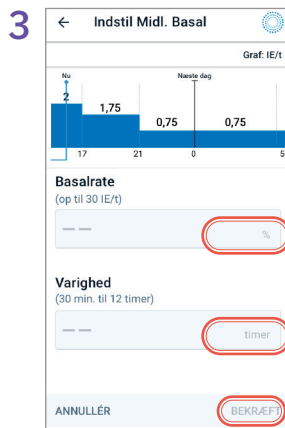 3
Indstil Midl. Basal
Graf: IE/t
Nu
Næste dag
2
1,75
0,75
0,75
17
21
0
5
Basalrate
(op til 30 IE/t)
— —
%
Varighed
(30 min. til 12 timer)
— —
timer
ANNULLÉR
BEKRÆFT